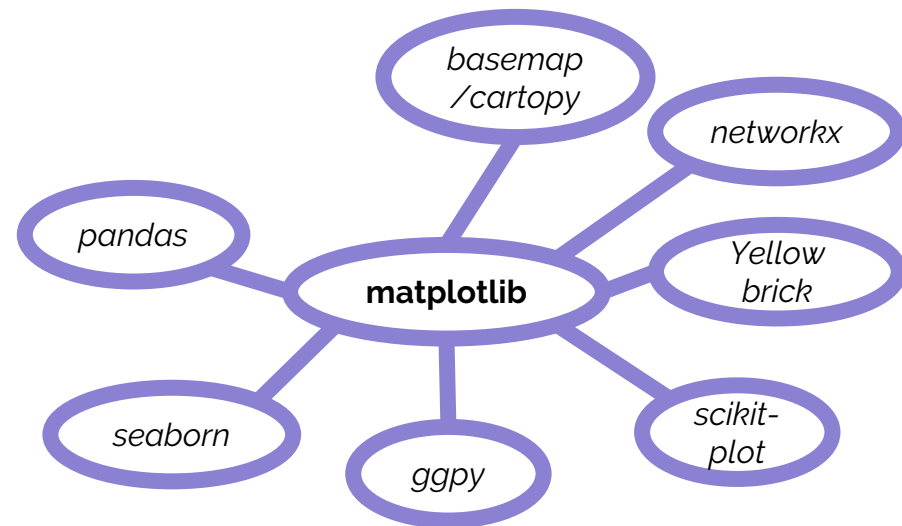 basemap
/cartopy
networkx
pandas
Yellow
brick
matplotlib
seaborn
scikit-
plot
ggpy